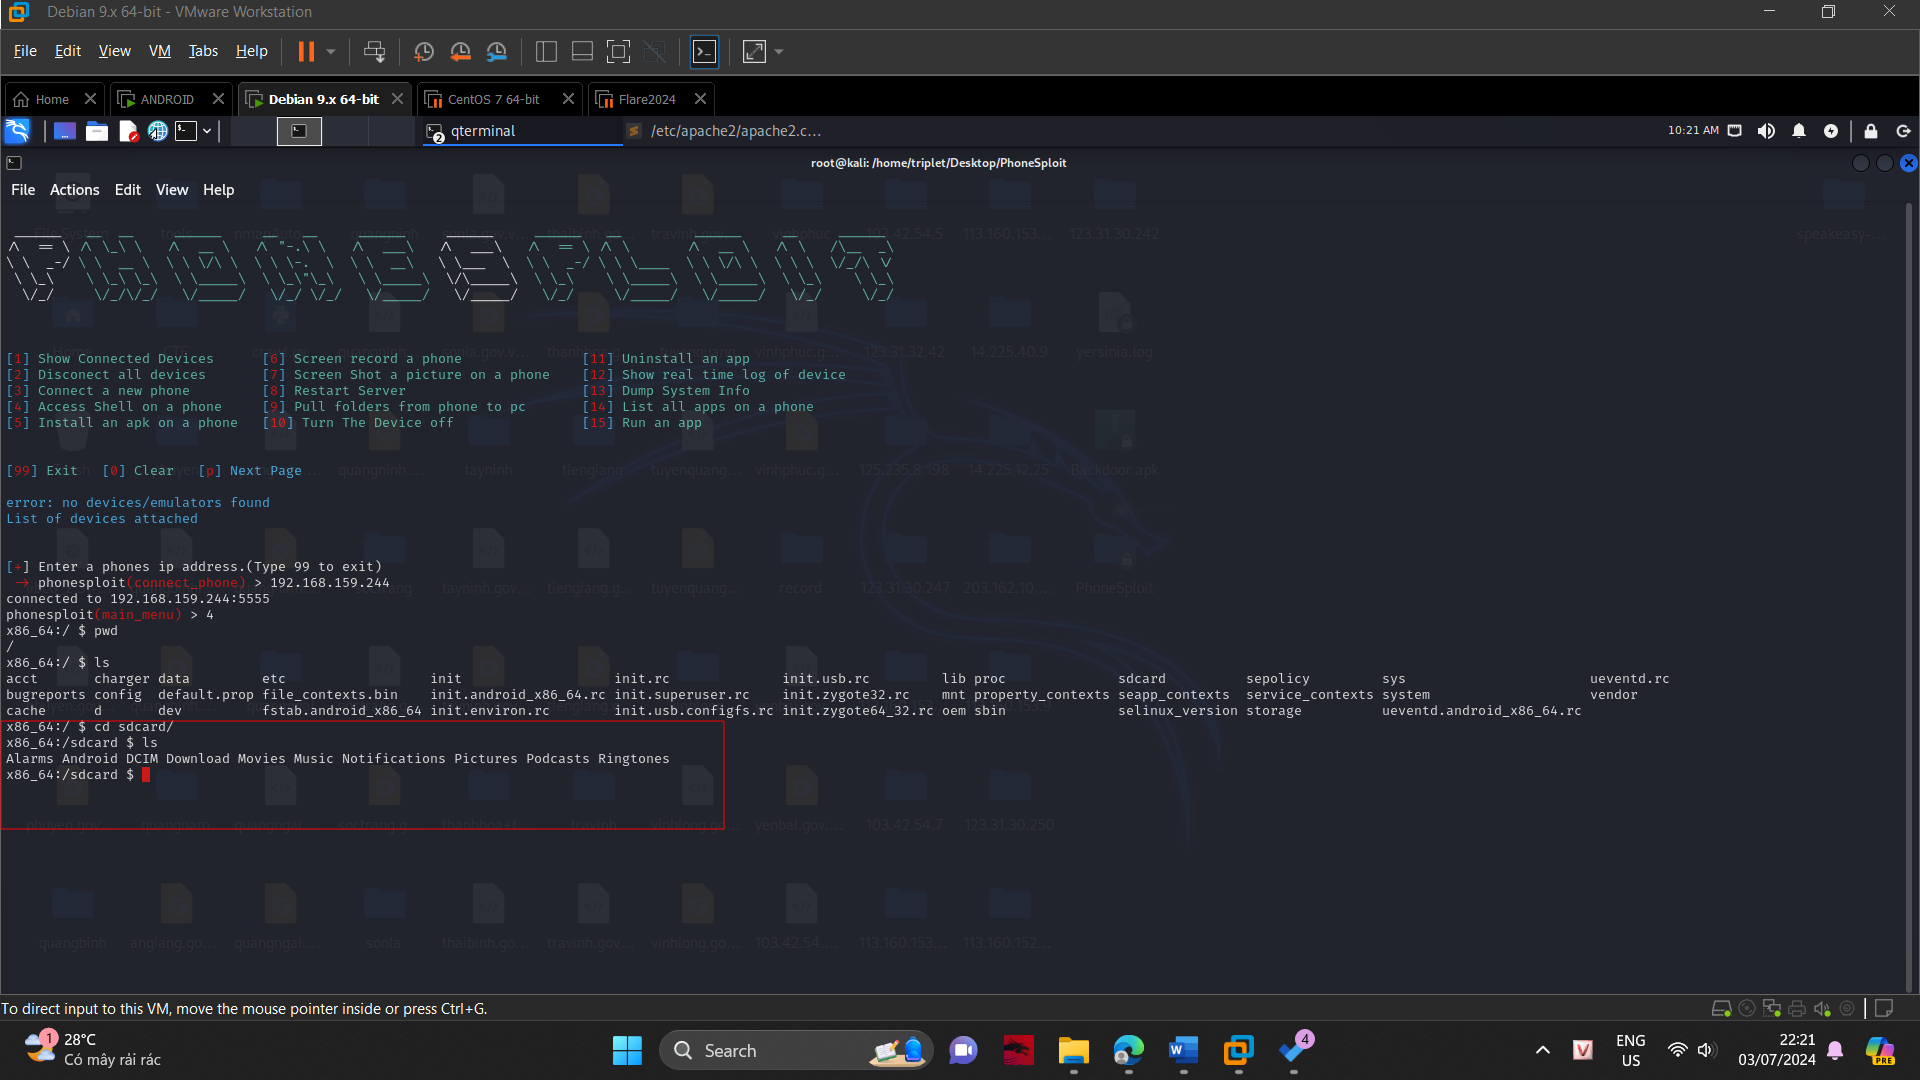 Debian 9.x 64-bit - VMware Workstation
File Edit View VM Tabs Help
Home ANDROID Debian 9.x 64-bit CentOS 7 64-bit Flare2024
2 qterminal /etc/apache2/apache2.c... 10:21 AM
root@kali: /home/triplet/Desktop/PhoneSploit
File Actions Edit View Help
[1] Show Connected Devices [6] Screen record a phone [11] Uninstall an app
[2] Disconect all devices [7] Screen Shot a picture on a phone [12] Show real time log of device
[3] Connect a new phone [8] Restart Server [13] Dump System Info
[4] Access Shell on a phone [9] Pull folders from phone to pc [14] List all apps on a phone
[5] Install an apk on a phone [10] Turn The Device off [15] Run an app
[99] Exit [0] Clear [p] Next Page
error: no devices/emulators found
List of devices attached
[+] Enter a phones ip address.(Type 99 to exit)
→ phonesploit(connect_phone) > 192.168.159.244
connected to 192.168.159.244:5555
phonesploit(main_menu) > 4
x86_64:/ $ pwd
/
x86_64:/ $ ls
acct charger data etc init init.rc init.usb.rc lib proc sdcard sepolicy sys ueventd.rc
bugreports config default.prop file_contexts.bin init.android_x86_64.rc init.superuser.rc init.zygote32.rc mnt property_contexts seapp_contexts service_contexts system vendor
cache d dev fstab.android_x86_64 init.environ.rc init.usb.configfs.rc init.zygote64_32.rc oem sbin selinux_version storage ueventd.android_x86_64.rc
x86_64:/ $ cd sdcard/
x86_64:/sdcard $ ls
Alarms Android DCIM Download Movies Music Notifications Pictures Podcasts Ringtones
x86_64:/sdcard $
To direct input to this VM, move the mouse pointer inside or press Ctrl+G.
1 28°C
Có mây rải rác
Search
4
ENG
US
22:21
03/07/2024
PRE